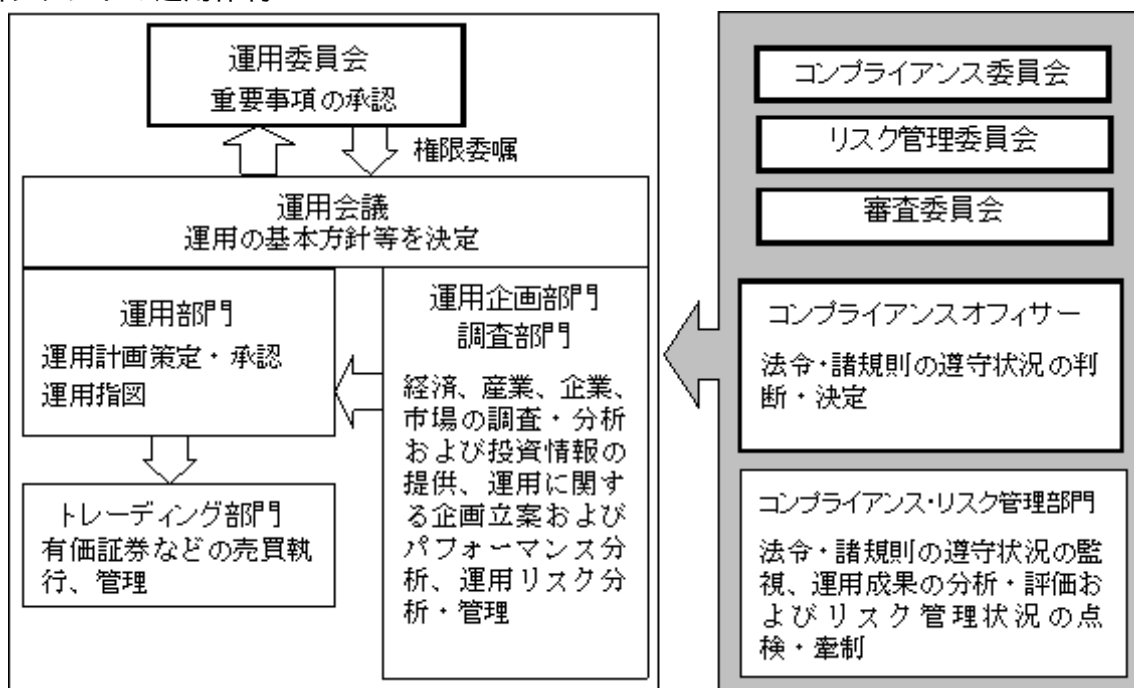 運用委員会
重要事項の承認
権限委嘱
運用会議
運用の基本方針等を決定
運用部門
運用計画策定・承認
運用指図
トレーディング部門
有価証券などの売買執
行、管理
運用企画部門
調査部門
経済、産業、企業、
市場の調査・分析
および投資情報の
提供、運用に関す
る企画立案および
パフォーマンス分
析、運用リスク分
析・管理
コンプライアンス委員会
リスク管理委員会
審査委員会
コンプライアンスオフィサー
法令・諸規則の遵守状況の判
断・決定
コンプライアンス・リスク管理部門
法令・諸規則の遵守状況の監
視、運用成果の分析・評価お
よびリスク管理状況の点
検・牽制